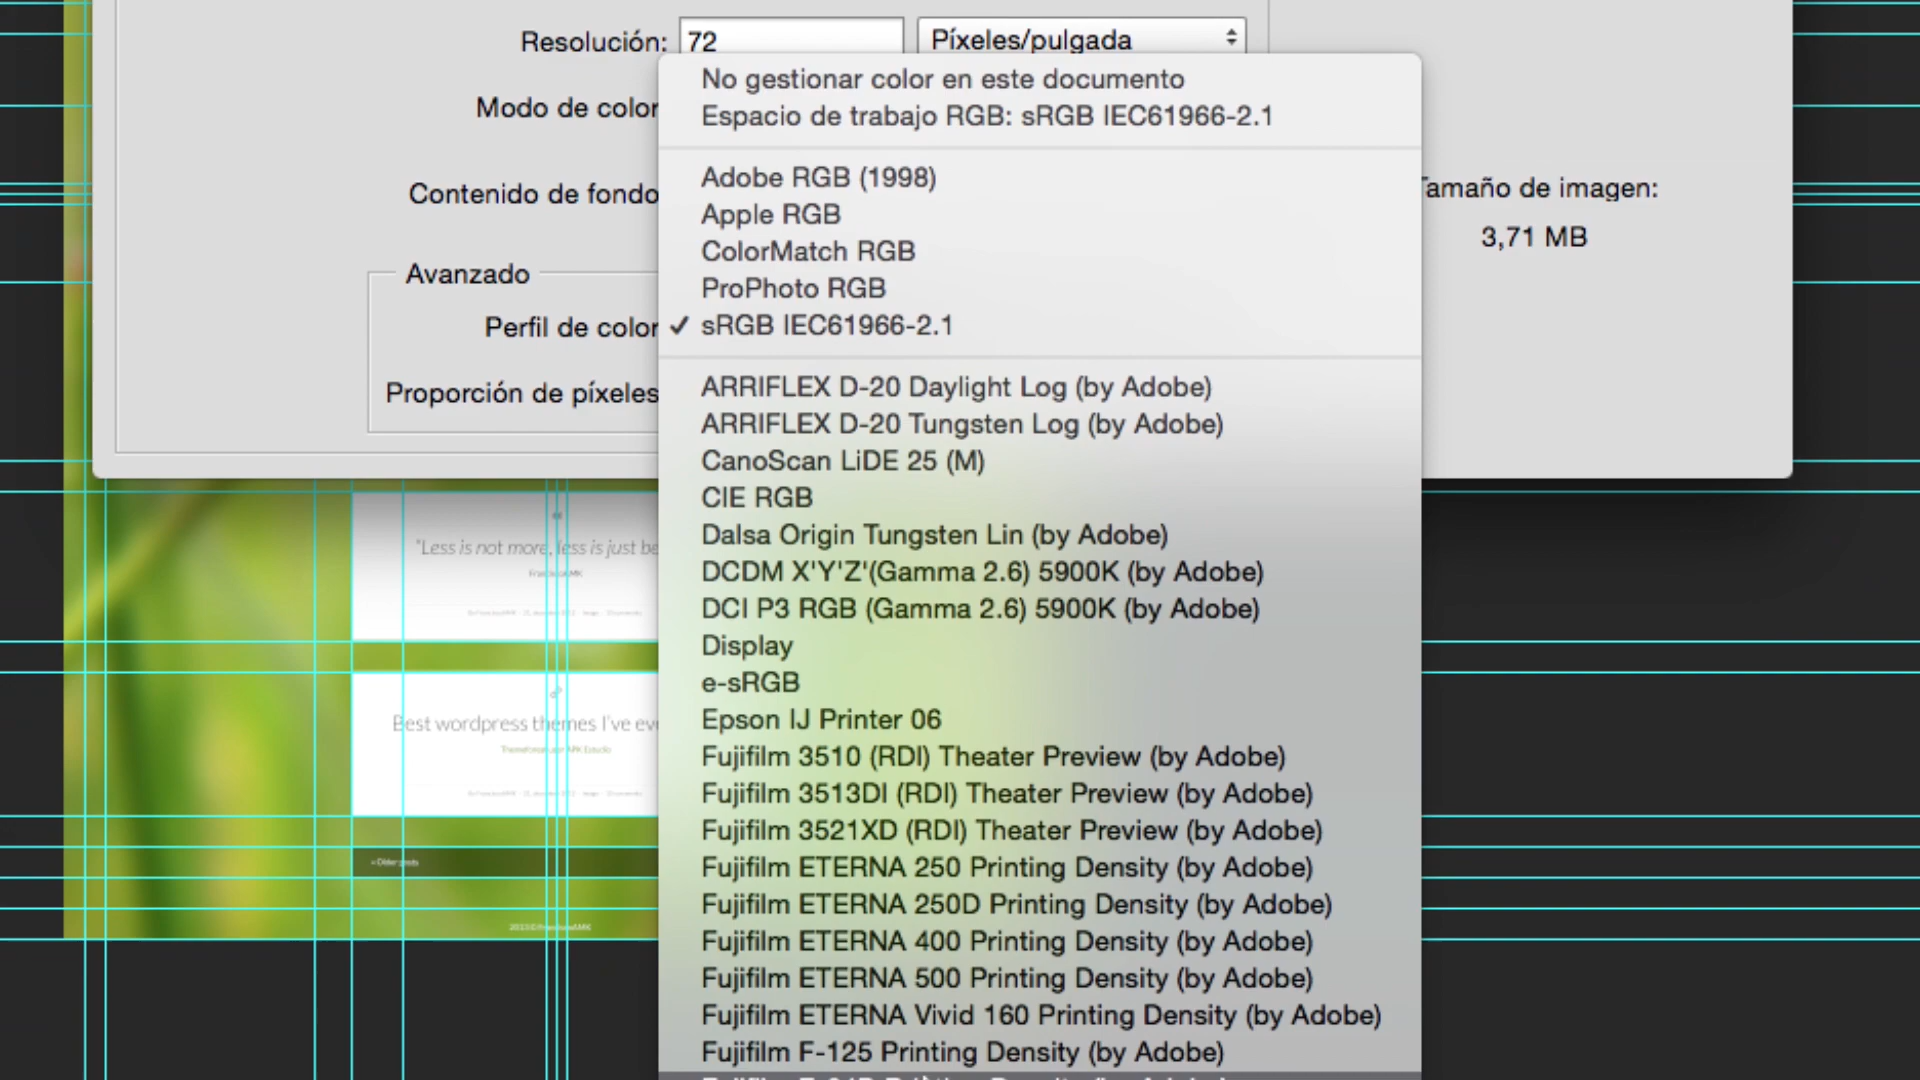 Resolución: 72 Píxeles/pulgada
No gestionar color en este documento
Modo de color
Espacio de trabajo RGB: sRGB IEC61966-2.1
Adobe RGB (1998)
Contenido de fondo
Tamaño de imagen:
Apple RGB
3,71 MB
ColorMatch RGB
Avanzado
ProPhoto RGB
Perfil de color ✓ sRGB IEC61966-2.1
Proporción de píxeles
ARRIFLEX D-20 Daylight Log (by Adobe)
ARRIFLEX D-20 Tungsten Log (by Adobe)
CanoScan LiDE 25 (M)
CIE RGB
Dalsa Origin Tungsten Lin (by Adobe)
DCDM X'Y'Z'(Gamma 2.6) 5900K (by Adobe)
DCI P3 RGB (Gamma 2.6) 5900K (by Adobe)
Display
e-sRGB
Epson IJ Printer 06
Fujifilm 3510 (RDI) Theater Preview (by Adobe)
Fujifilm 3513DI (RDI) Theater Preview (by Adobe)
Fujifilm 3521XD (RDI) Theater Preview (by Adobe)
Fujifilm ETERNA 250 Printing Density (by Adobe)
Fujifilm ETERNA 250D Printing Density (by Adobe)
Fujifilm ETERNA 400 Printing Density (by Adobe)
Fujifilm ETERNA 500 Printing Density (by Adobe)
Fujifilm ETERNA Vivid 160 Printing Density (by Adobe)
Fujifilm F-125 Printing Density (by Adobe)
"Less is not more, less is just be
Best wordpress themes I've eve
« Older posts